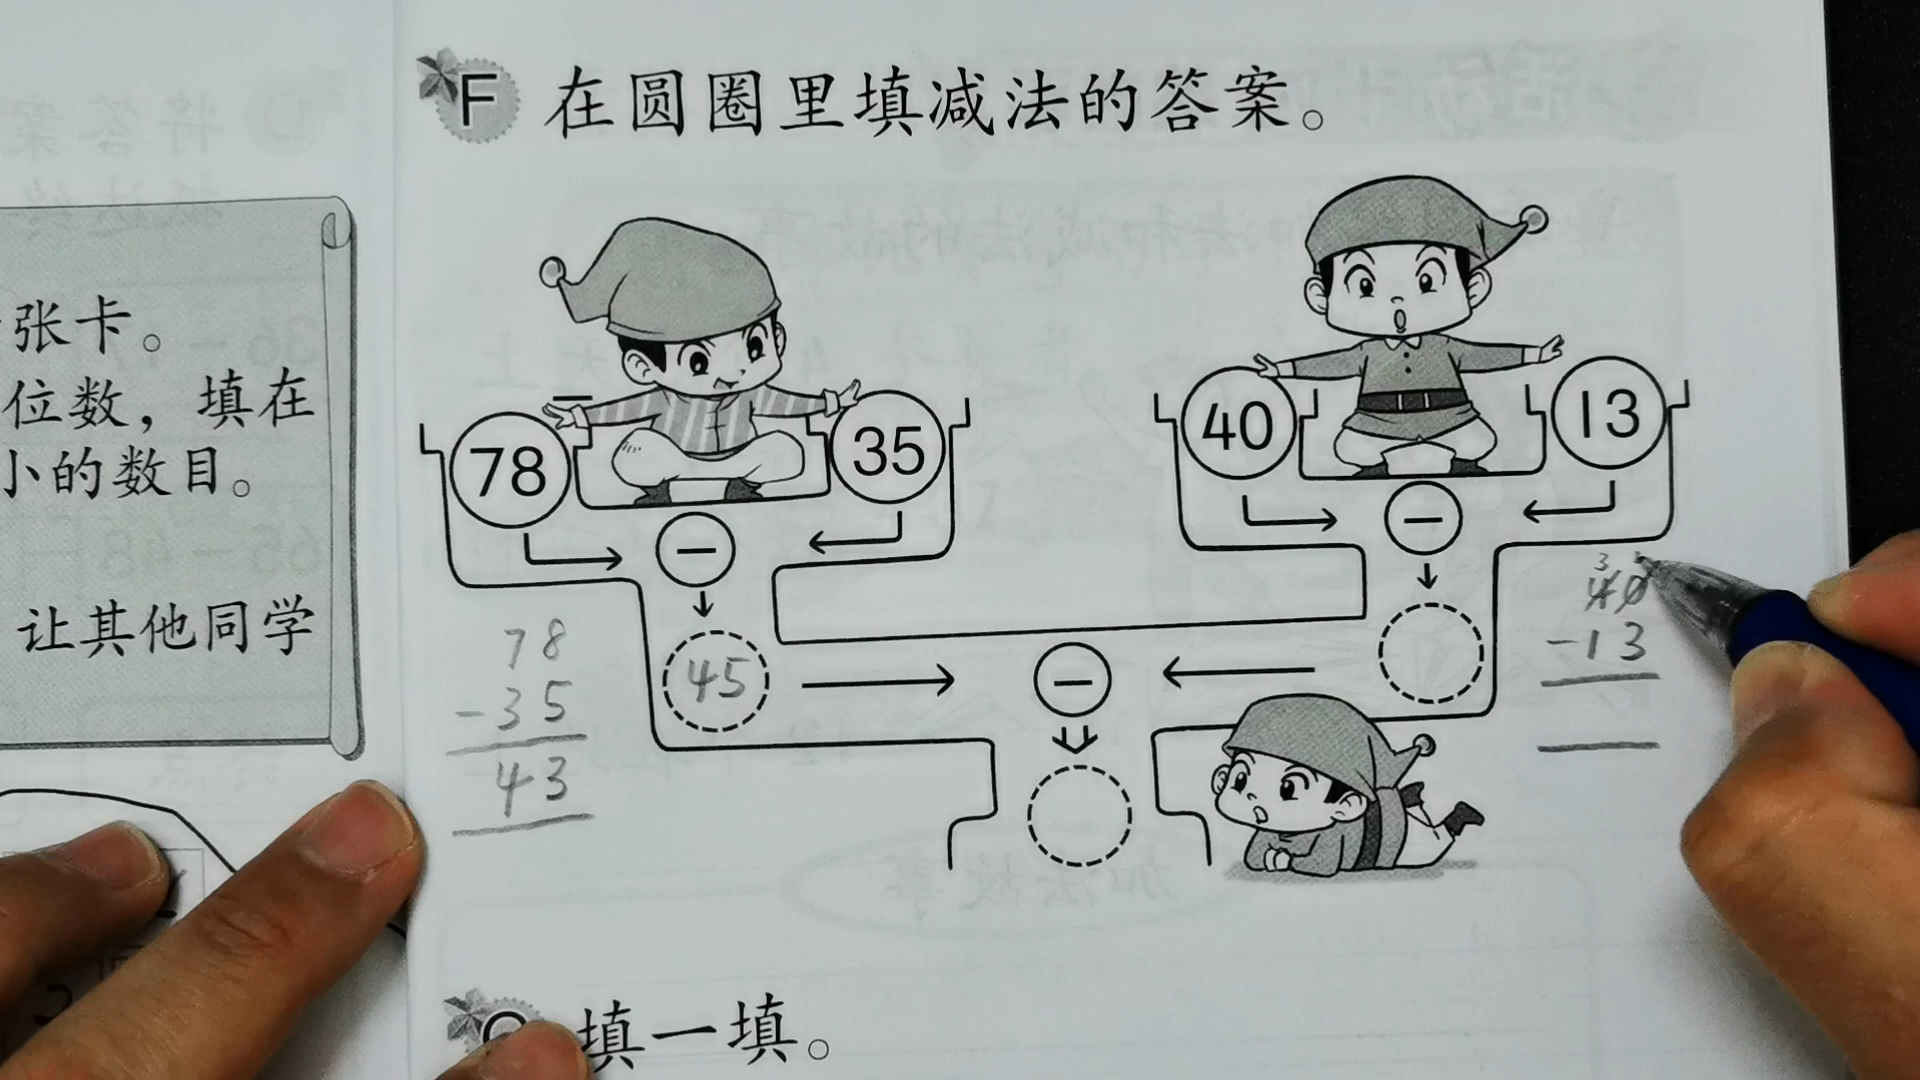 F 在圆圈里填减法的答案。
张卡。
位数，填在
小的数目。
让其他同学
78 35
40 13
−
−
3
40
−13
78
−35
43
45
−
填一填。